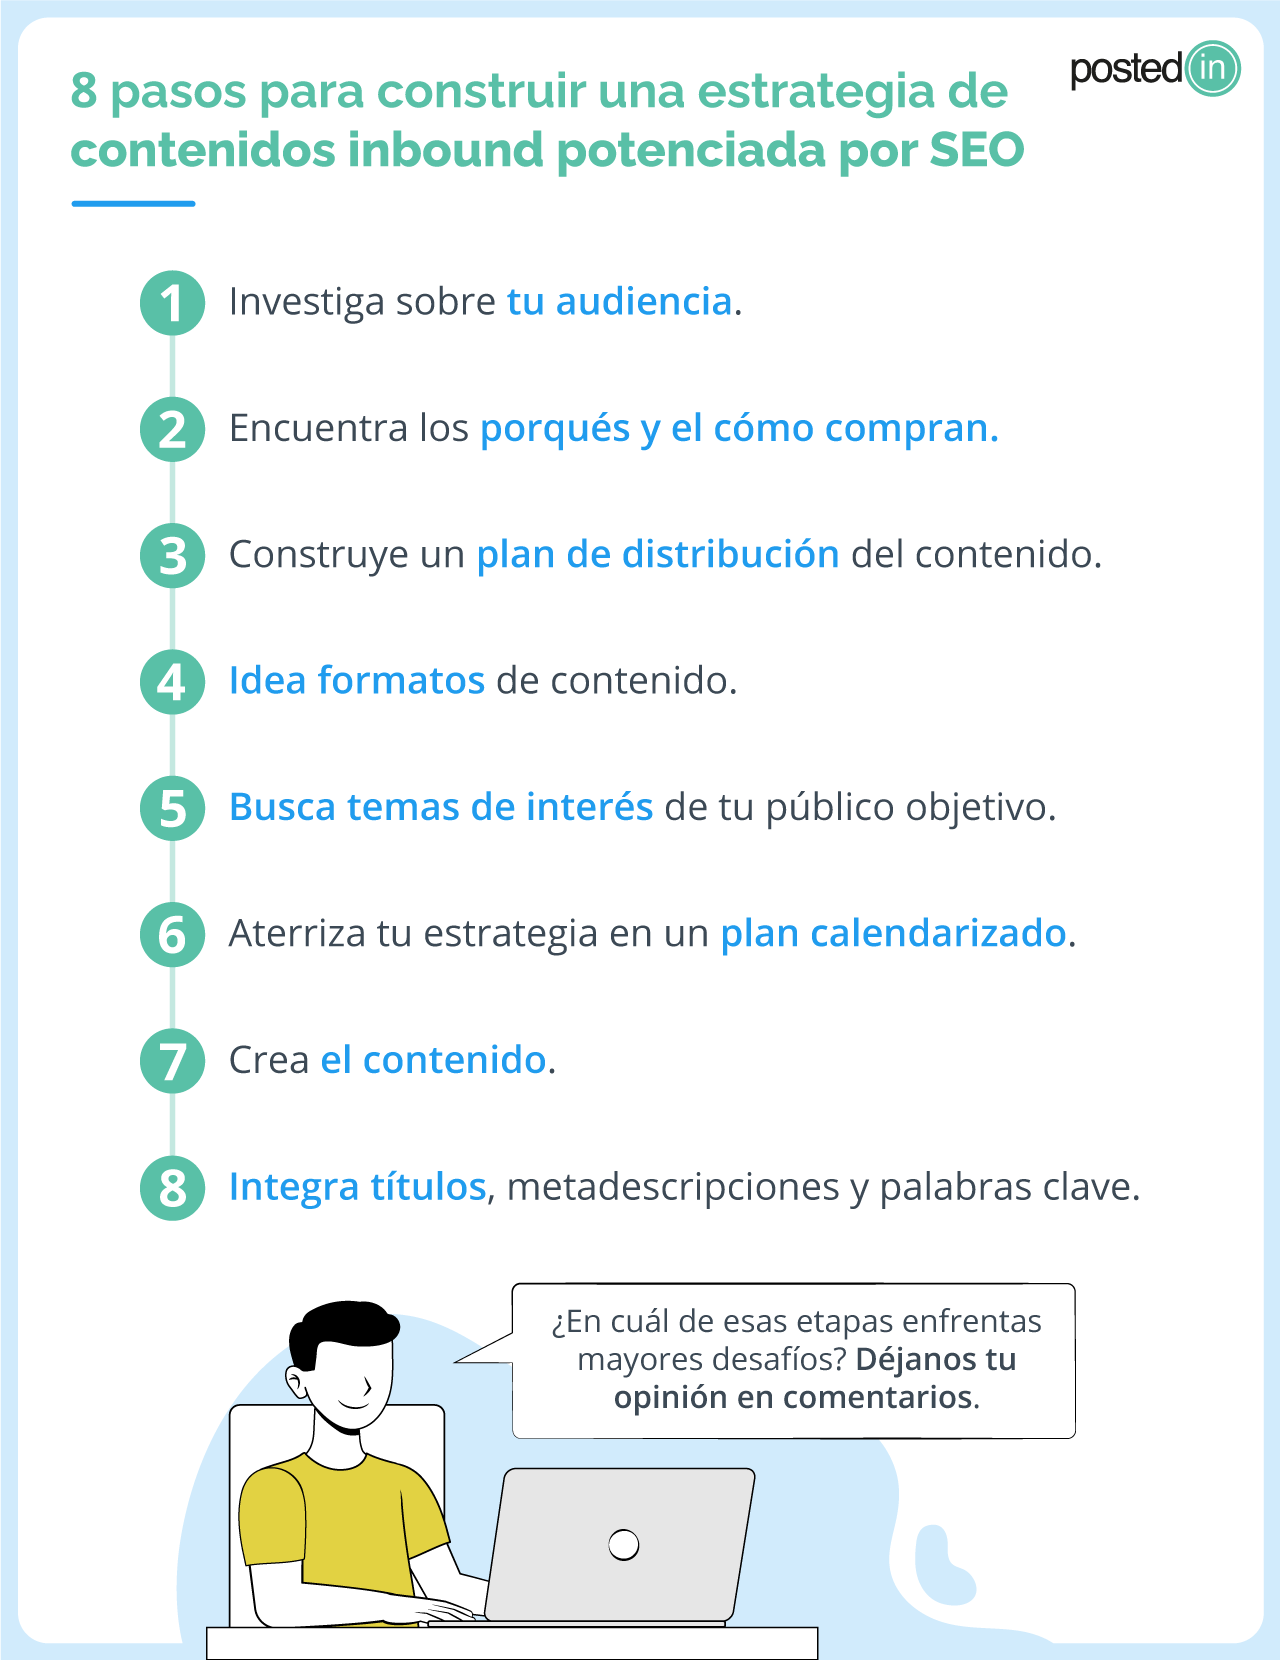 8 pasos para construir una estrategia de
contenidos inbound potenciada por SEO
postedin
1 Investiga sobre tu audiencia.
2 Encuentra los porqués y el cómo compran.
3 Construye un plan de distribución del contenido.
4 Idea formatos de contenido.
5 Busca temas de interés de tu público objetivo.
6 Aterriza tu estrategia en un plan calendarizado.
7 Crea el contenido.
8 Integra títulos, metadescripciones y palabras clave.
¿En cuál de esas etapas enfrentas
mayores desafíos? Déjanos tu
opinión en comentarios.